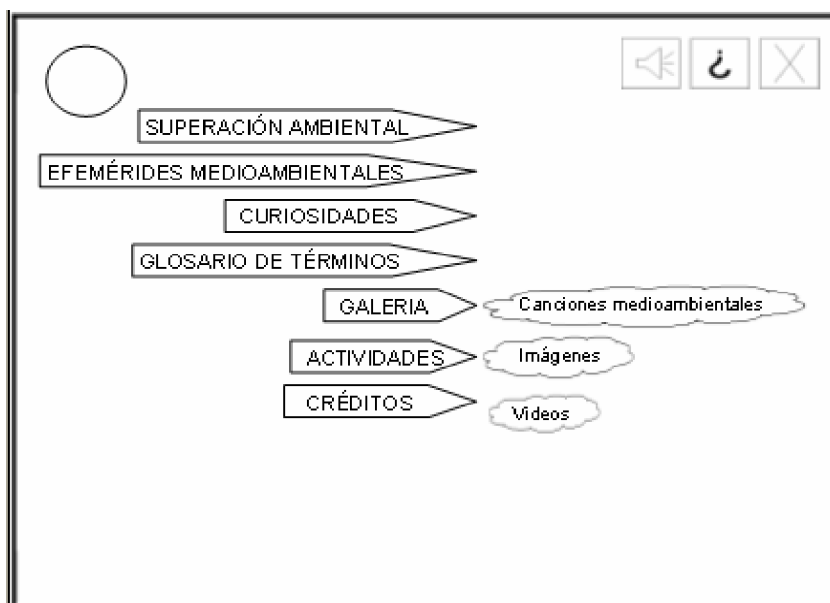 ¿
SUPERACIÓN AMBIENTAL
EFEMÉRIDES MEDIOAMBIENTALES
CURIOSIDADES
GLOSARIO DE TÉRMINOS
GALERIA
Canciones medioambientales
ACTIVIDADES
Imágenes
CRÉDITOS
Videos